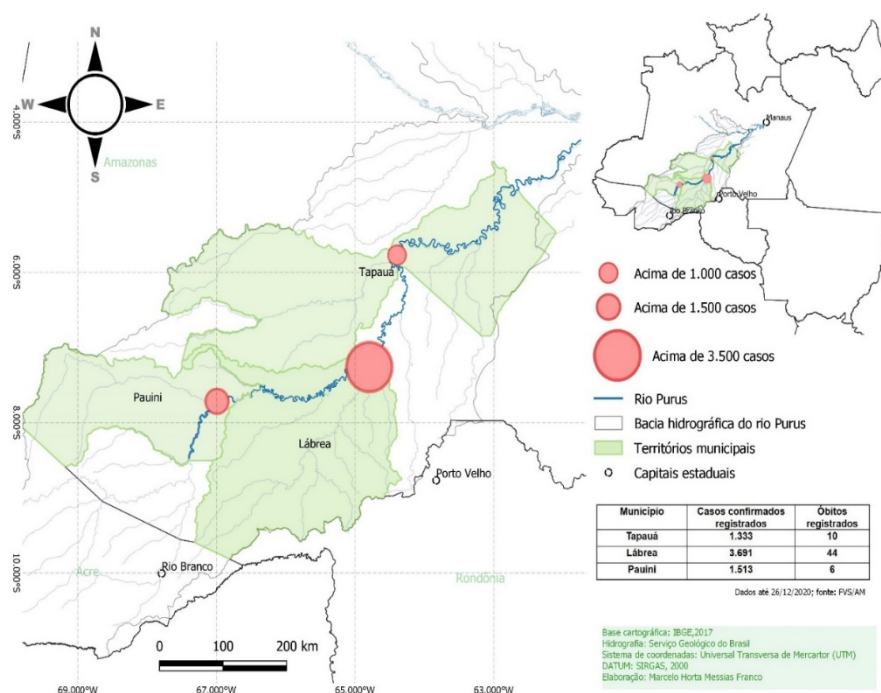 N
W
E
S
4.000°S
6.000°S
8.000°S
10.000°S
Amazonas
Tapauá
Pauini
Lábrea
Porto Velho
Rio Branco
Acre
Rondônia
0 100 200 km
69.000°W 67.000°W 65.000°W 63.000°W
Manaus
Porto Velho
Rio Branco
Acima de 1.000 casos
Acima de 1.500 casos
Acima de 3.500 casos
Rio Purus
Bacia hidrográfica do rio Purus
Territórios municipais
Capitais estaduais
Município Casos confirmados registrados Óbitos registrados
Tapauá 1.333 10
Lábrea 3.691 44
Pauini 1.513 6
Dados até 26/12/2020; fonte: FVS/AM
Base cartográfica: IBGE,2017
Hidrografia: Serviço Geológico do Brasil
Sistema de coordenadas: Universal Transversa de Mercartor (UTM)
DATUM: SIRGAS, 2000
Elaboração: Marcelo Horta Messias Franco